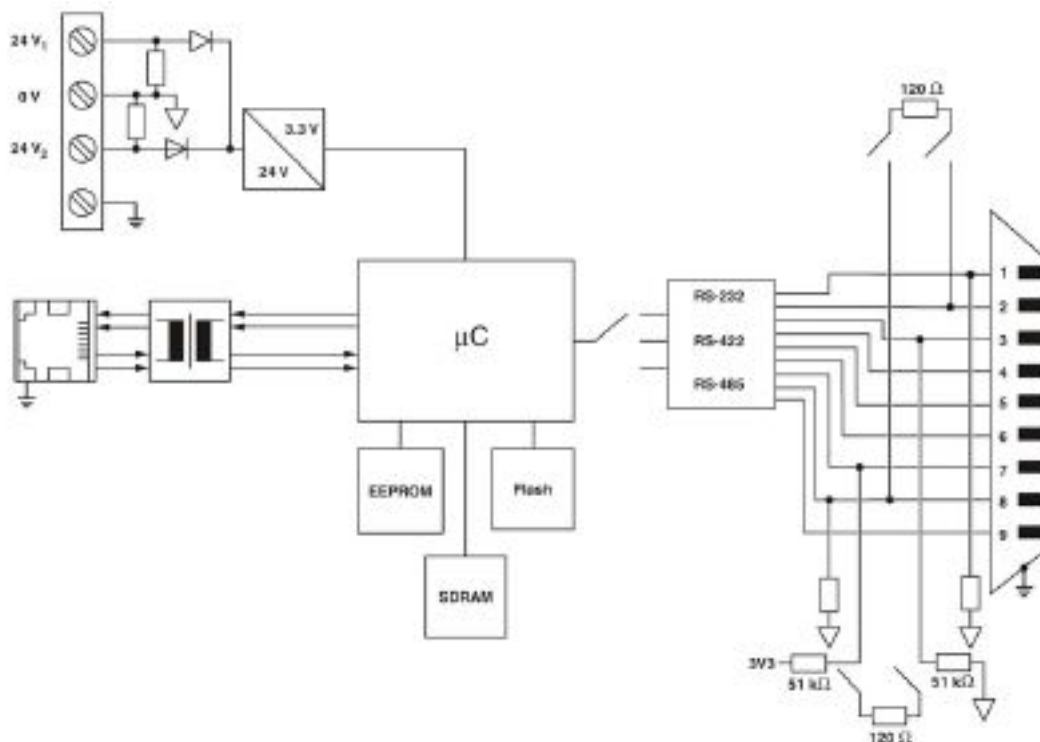 24 V1
0 V
24 V2
3.3 V
24 V
120 Ω
µC
RS-232
RS-422
RS-485
1
2
3
4
5
6
7
8
9
EEPROM
Flash
SDRAM
3V3
51 kΩ
51 kΩ
120 Ω